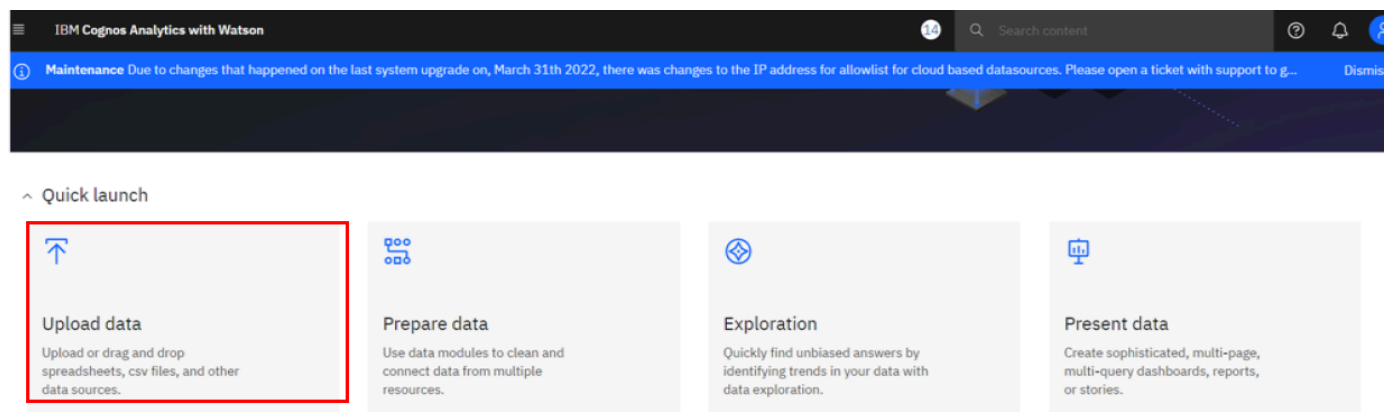 IBM Cognos Analytics with Watson
14
Search content
Maintenance Due to changes that happened on the last system upgrade on, March 31th 2022, there was changes to the IP address for allowlist for cloud based datasources. Please open a ticket with support to g...
Dismis
Quick launch
Upload data
Upload or drag and drop
spreadsheets, csv files, and other
data sources.
Prepare data
Use data modules to clean and
connect data from multiple
resources.
Exploration
Quickly find unbiased answers by
identifying trends in your data with
data exploration.
Present data
Create sophisticated, multi-page,
multi-query dashboards, reports,
or stories.